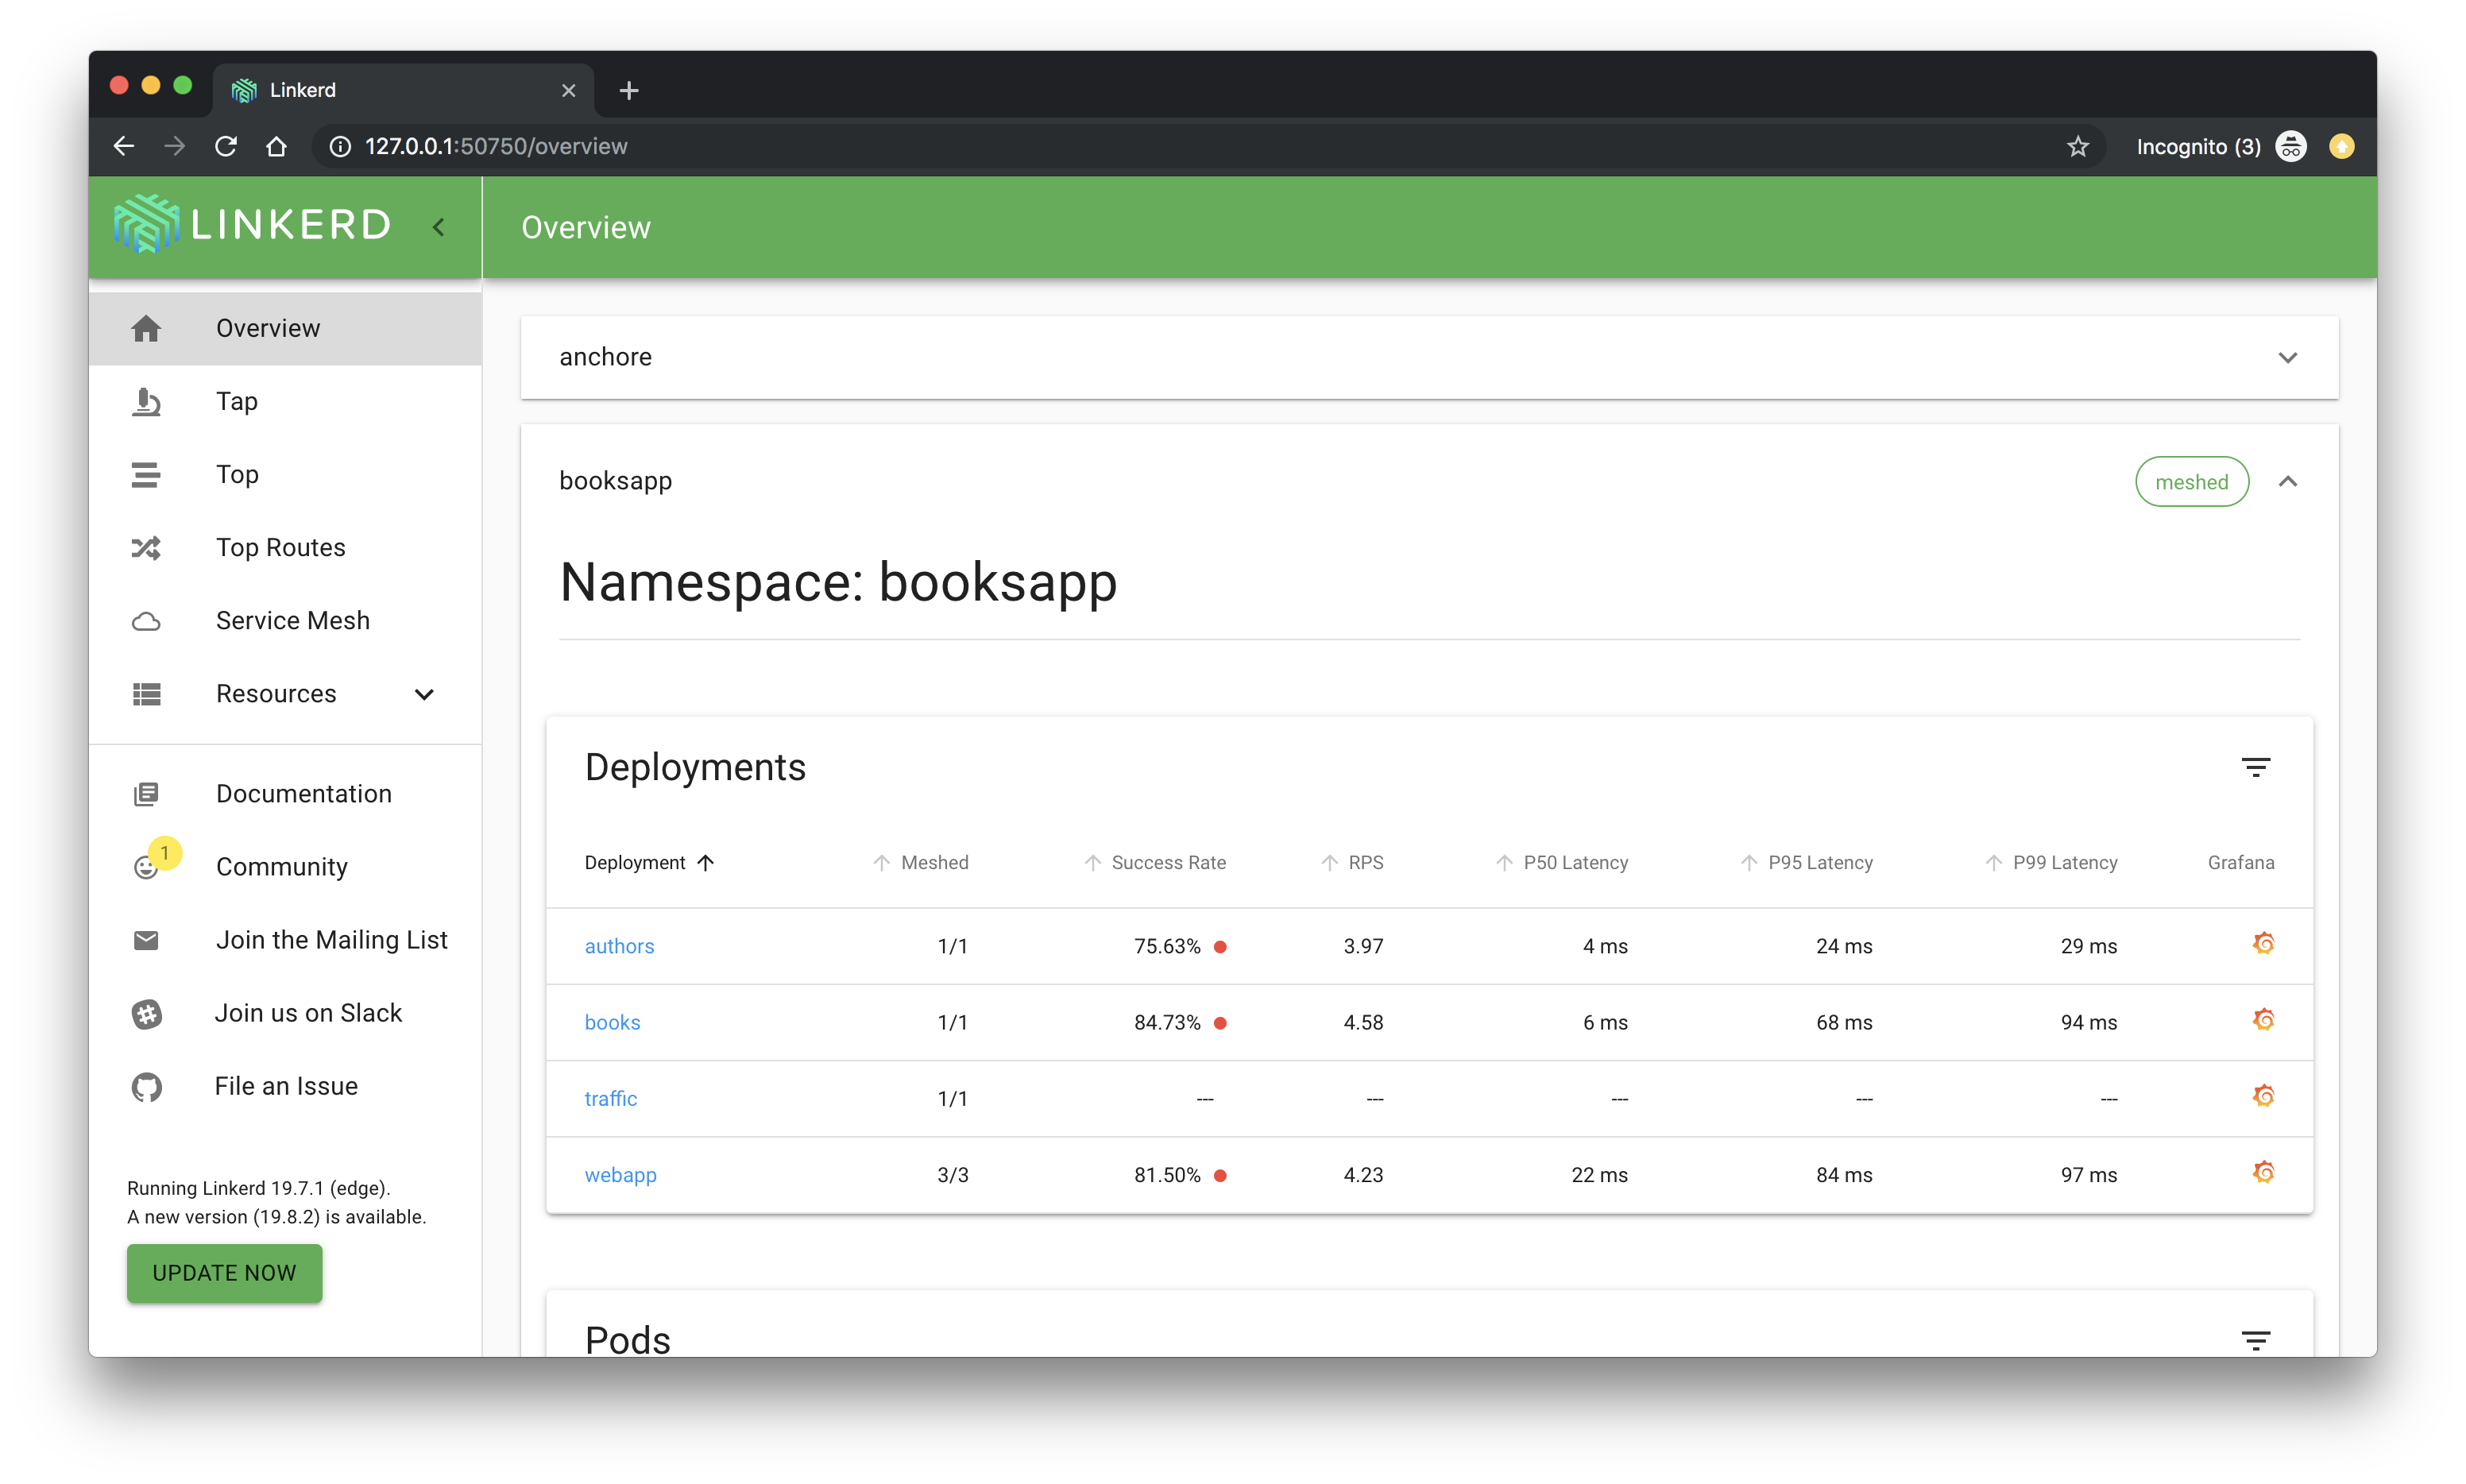 Linkerd
127.0.0.1:50750/overview
Incognito (3)
LINKERD
Overview
Overview
Tap
Top
Top Routes
Service Mesh
Resources
Documentation
1
Community
Join the Mailing List
Join us on Slack
File an Issue
Running Linkerd 19.7.1 (edge).
A new version (19.8.2) is available.
UPDATE NOW
anchore
booksapp meshed
Namespace: booksapp
Deployments
Deployment Meshed Success Rate RPS P50 Latency P95 Latency P99 Latency Grafana
authors 1/1 75.63% 3.97 4 ms 24 ms 29 ms
books 1/1 84.73% 4.58 6 ms 68 ms 94 ms
traffic 1/1 --- --- --- --- ---
webapp 3/3 81.50% 4.23 22 ms 84 ms 97 ms
Pods